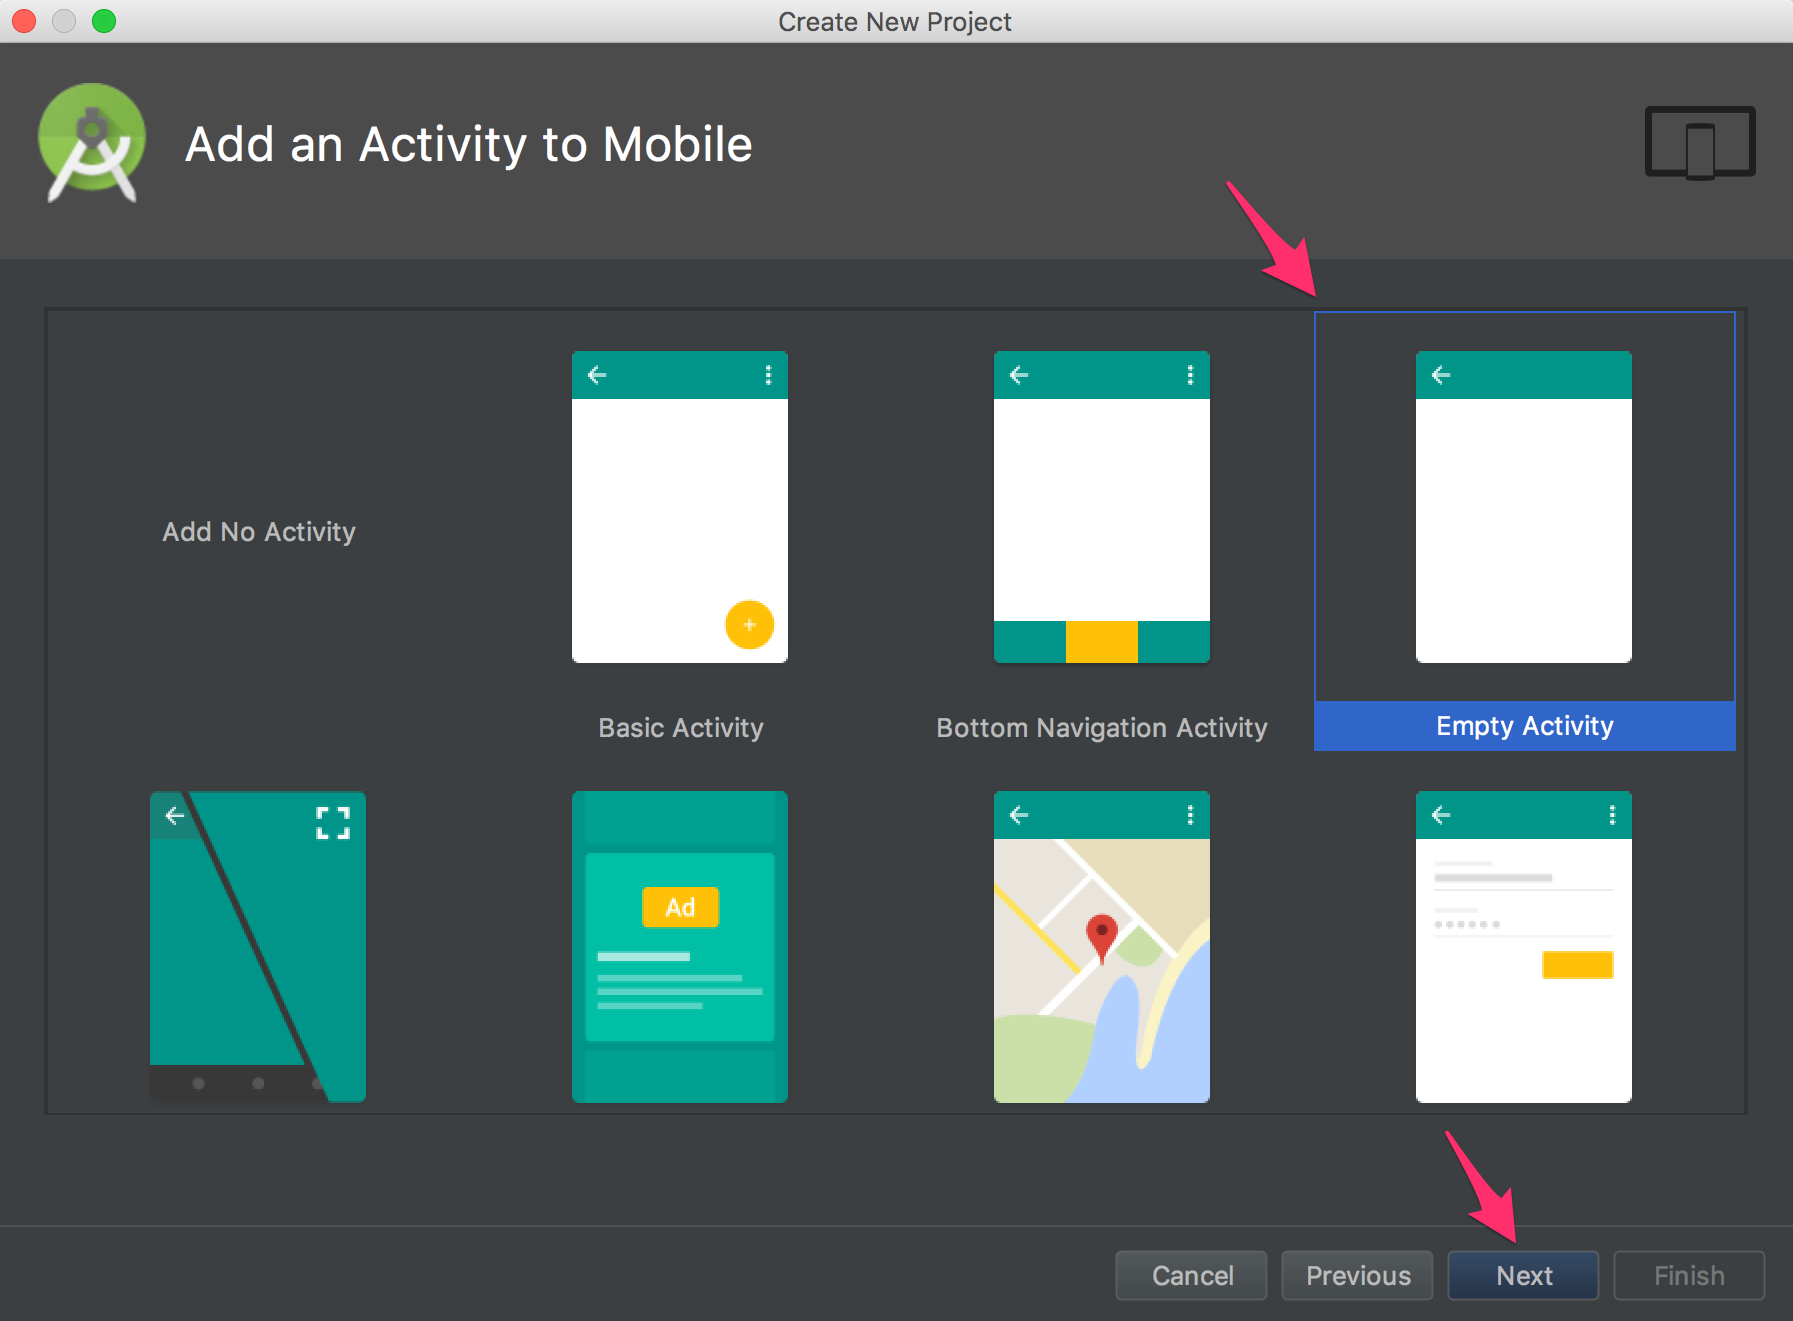 Create New Project
Add an Activity to Mobile
Add No Activity
Basic Activity
Bottom Navigation Activity
Empty Activity
Ad
Cancel
Previous
Next
Finish